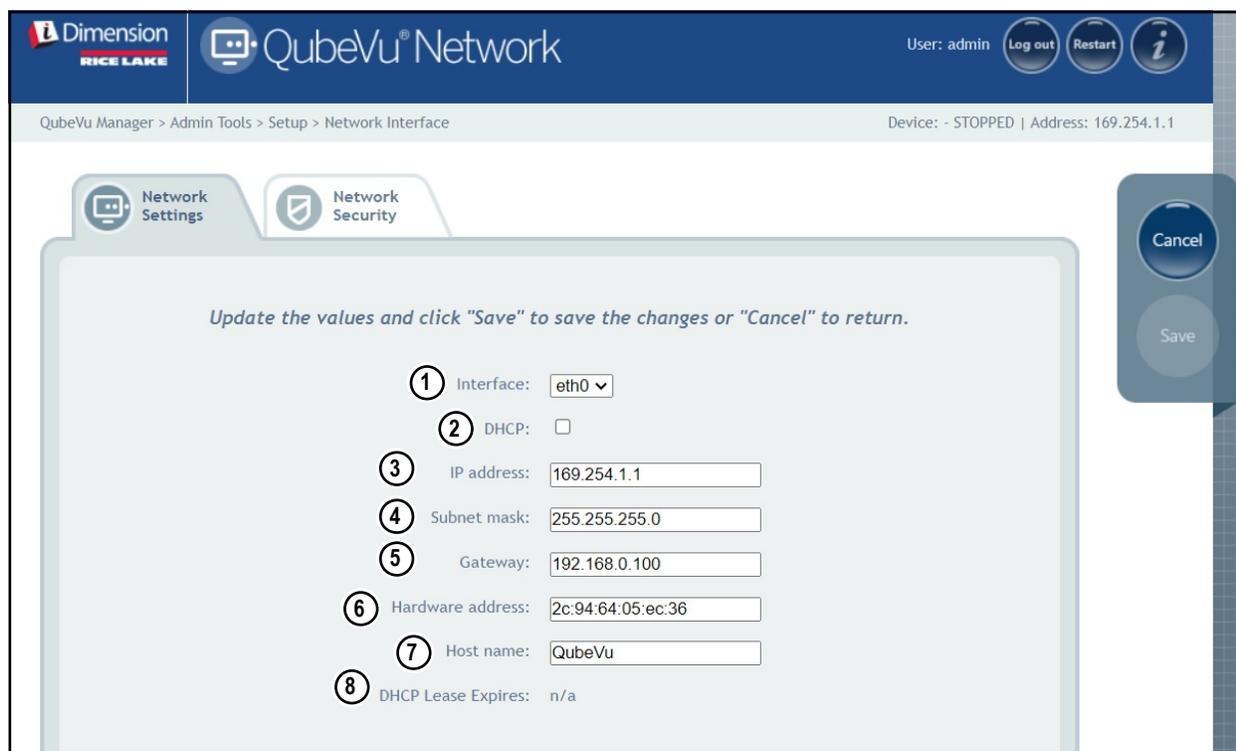 iDimension
RICE LAKE
QubeVu® Network
User: admin
Log out
Restart
i
QubeVu Manager > Admin Tools > Setup > Network Interface
Device: - STOPPED | Address: 169.254.1.1
Network Settings
Network Security
Cancel
Save
Update the values and click "Save" to save the changes or "Cancel" to return.
1 Interface: eth0
2 DHCP:
3 IP address: 169.254.1.1
4 Subnet mask: 255.255.255.0
5 Gateway: 192.168.0.100
6 Hardware address: 2c:94:64:05:ec:36
7 Host name: QubeVu
8 DHCP Lease Expires: n/a